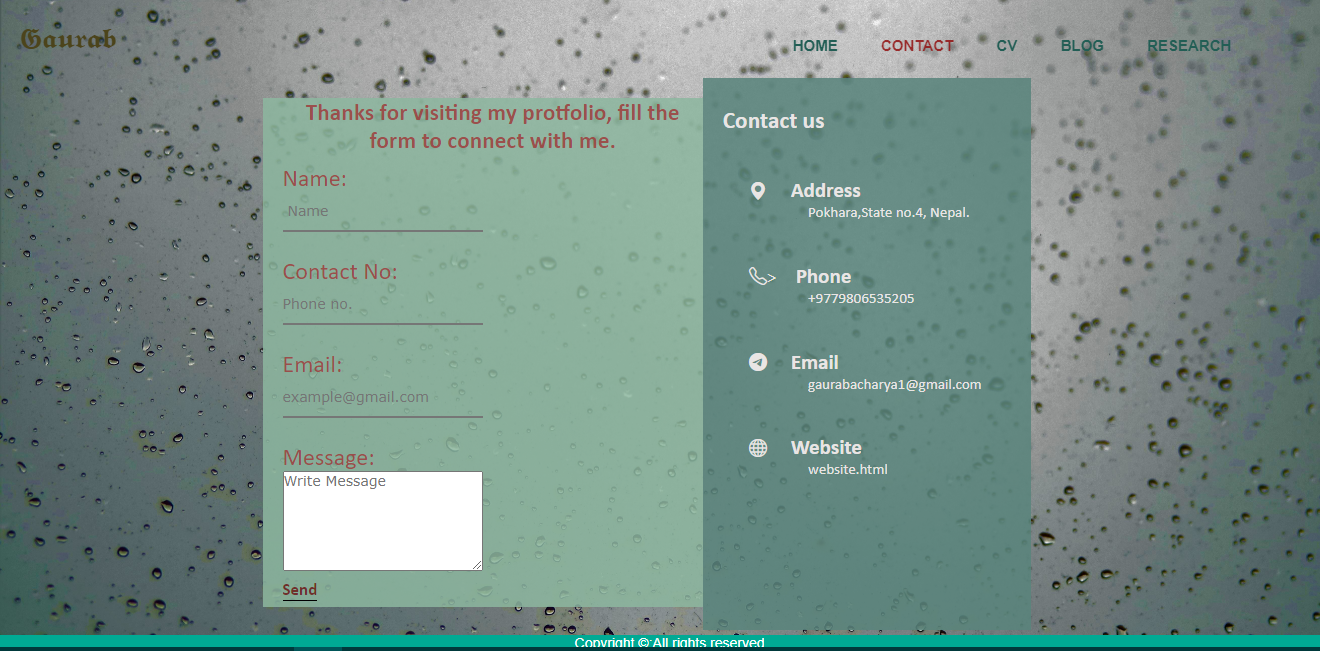 Gaurab
HOME CONTACT CV BLOG RESEARCH
Thanks for visiting my protfolio, fill the
form to connect with me.
Name:
Name
Contact No:
Phone no.
Email:
example@gmail.com
Message:
Write Message
Send
Contact us
Address
Pokhara,State no.4, Nepal.
> Phone
+9779806535205
Email
gaurabacharya1@gmail.com
Website
website.html
Copyright ©:All rights reserved